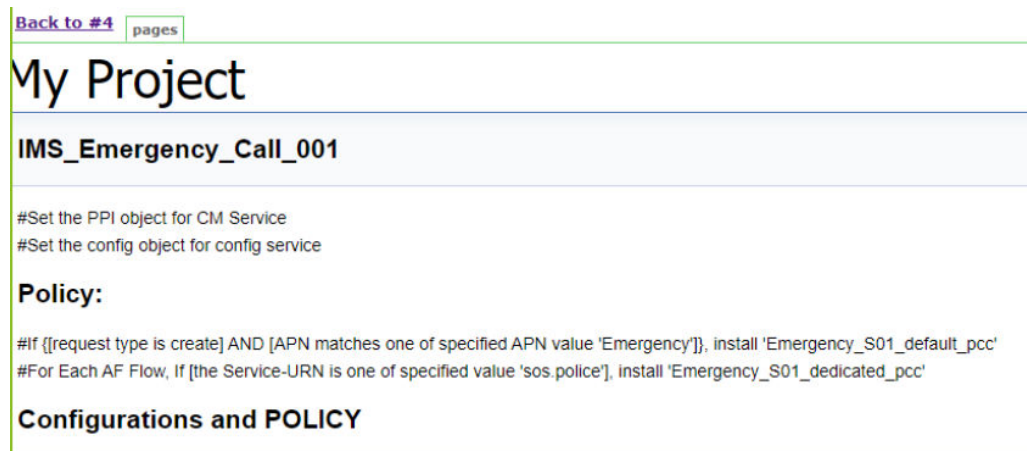 Back to #4 pages
My Project
IMS_Emergency_Call_001
#Set the PPI object for CM Service
#Set the config object for config service
Policy:
#If {[request type is create] AND [APN matches one of specified APN value 'Emergency']}, install 'Emergency_S01_default_pcc'
#For Each AF Flow, If [the Service-URN is one of specified value 'sos.police'], install 'Emergency_S01_dedicated_pcc'
Configurations and POLICY